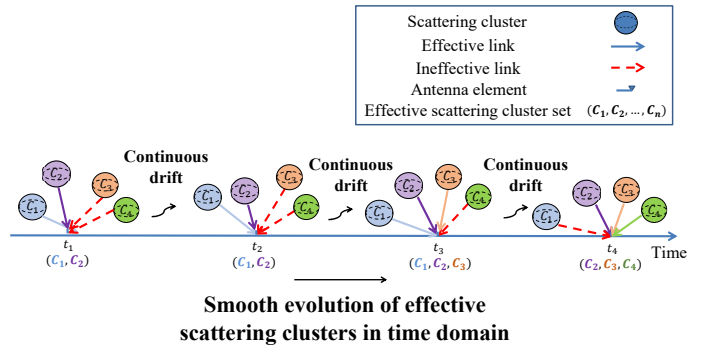 Scattering cluster
Effective link
Ineffective link
Antenna element
Effective scattering cluster set (C₁, C₂, ..., Cₙ)
Continuous drift
Continuous drift
Continuous drift
C₁ C₂ C₃ C₄
C₁ C₂ C₃ C₄
C₁ C₂ C₃ C₄
C₁ C₂ C₃ C₄
t₁ t₂ t₃ t₄ Time
(C₁, C₂) (C₁, C₂) (C₁, C₂, C₃) (C₂, C₃, C₄)
Smooth evolution of effective
scattering clusters in time domain